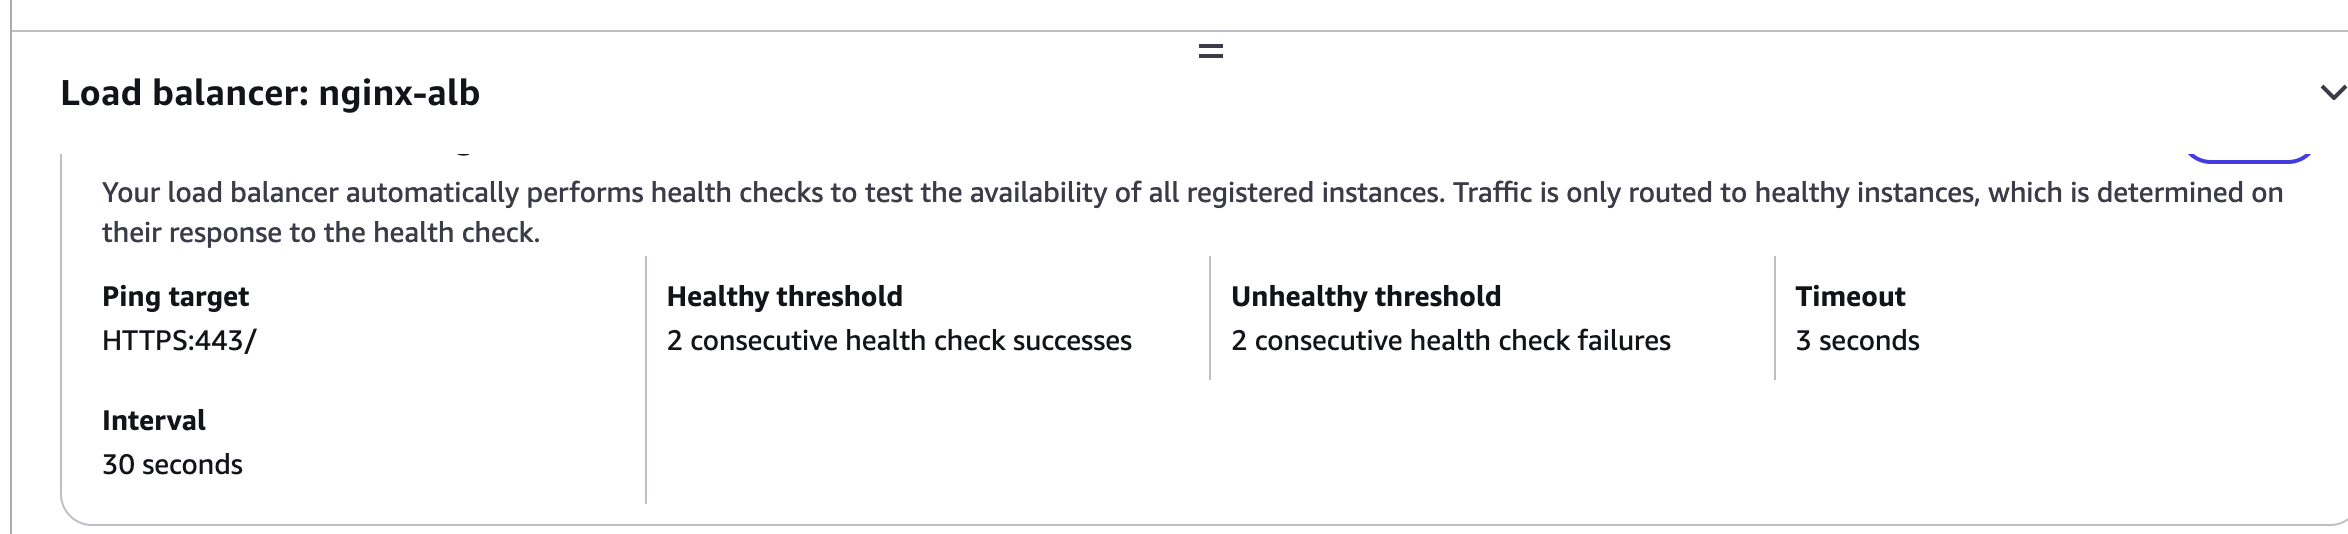 Load balancer: nginx-alb
Your load balancer automatically performs health checks to test the availability of all registered instances. Traffic is only routed to healthy instances, which is determined on
their response to the health check.
Ping target
HTTPS:443/
Healthy threshold
2 consecutive health check successes
Unhealthy threshold
2 consecutive health check failures
Timeout
3 seconds
Interval
30 seconds